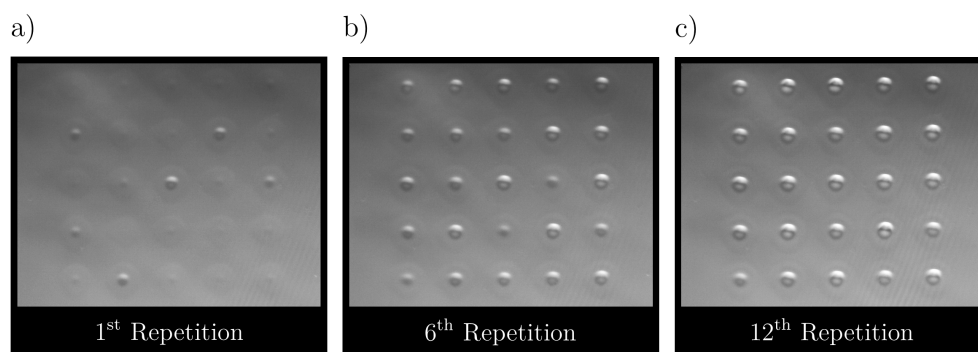 a)
b)
c)
1st Repetition
6th Repetition
12th Repetition